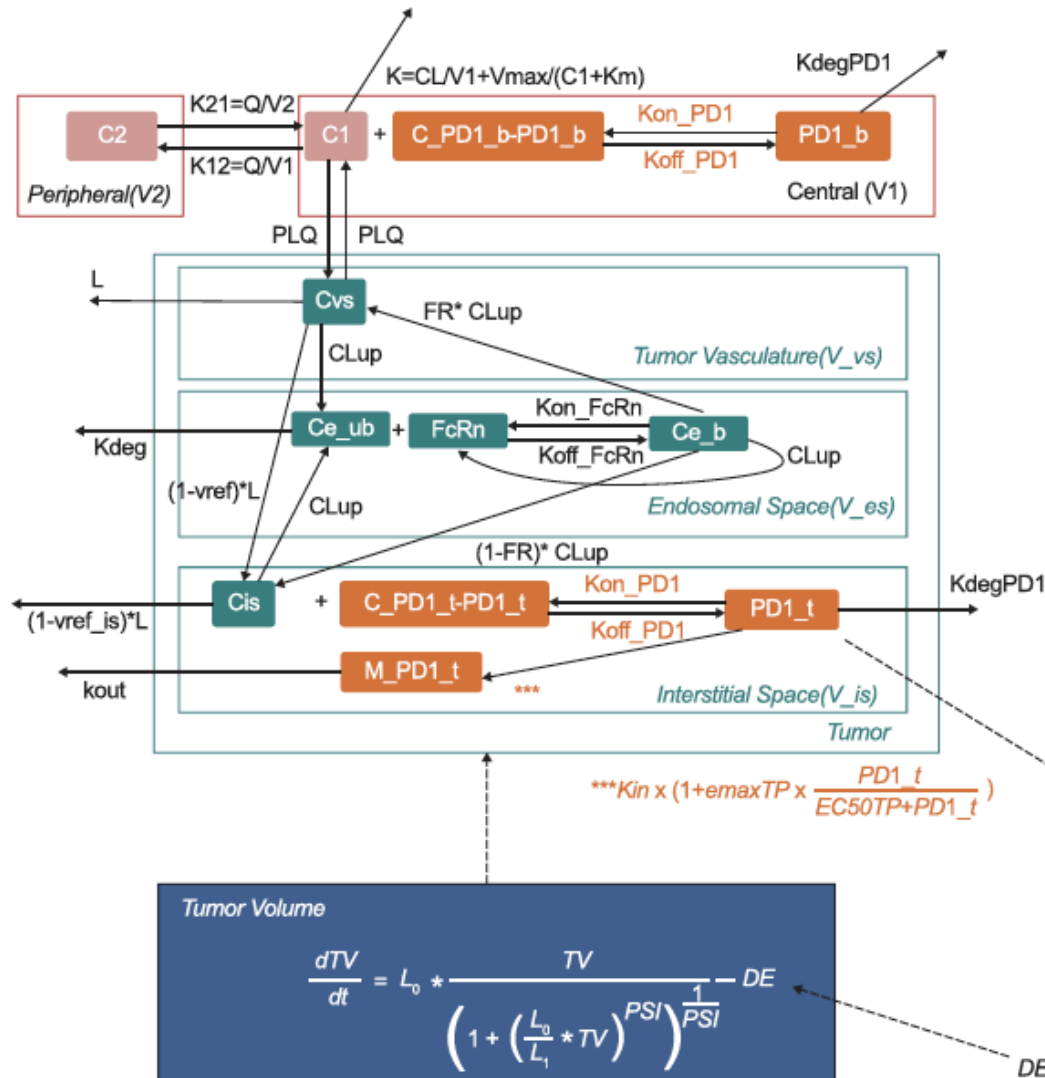 K=CL/V1+Vmax/(C1+Km)
KdegPD1
K21=Q/V2
C2
C1
+
C_PD1_b-PD1_b
Kon_PD1
Koff_PD1
PD1_b
K12=Q/V1
Peripheral(V2)
Central (V1)
PLQ
PLQ
L
Cvs
FR* CLup
CLup
Tumor Vasculature(V_vs)
Kdeg
Ce_ub
+
FcRn
Kon_FcRn
Koff_FcRn
Ce_b
CLup
(1-vref)*L
CLup
Endosomal Space(V_es)
(1-FR)* CLup
Cis
+
C_PD1_t-PD1_t
Kon_PD1
Koff_PD1
PD1_t
KdegPD1
(1-vref_is)*L
M_PD1_t
kout
***
Interstitial Space(V_is)
Tumor
***Kin x (1+emaxTP x PD1_t / EC50TP+PD1_t )
Tumor Volume
dTV/dt = L₀ * TV / (1 + (L₀/L₁ * TV)^PSI)^(1/PSI) — DE
DE